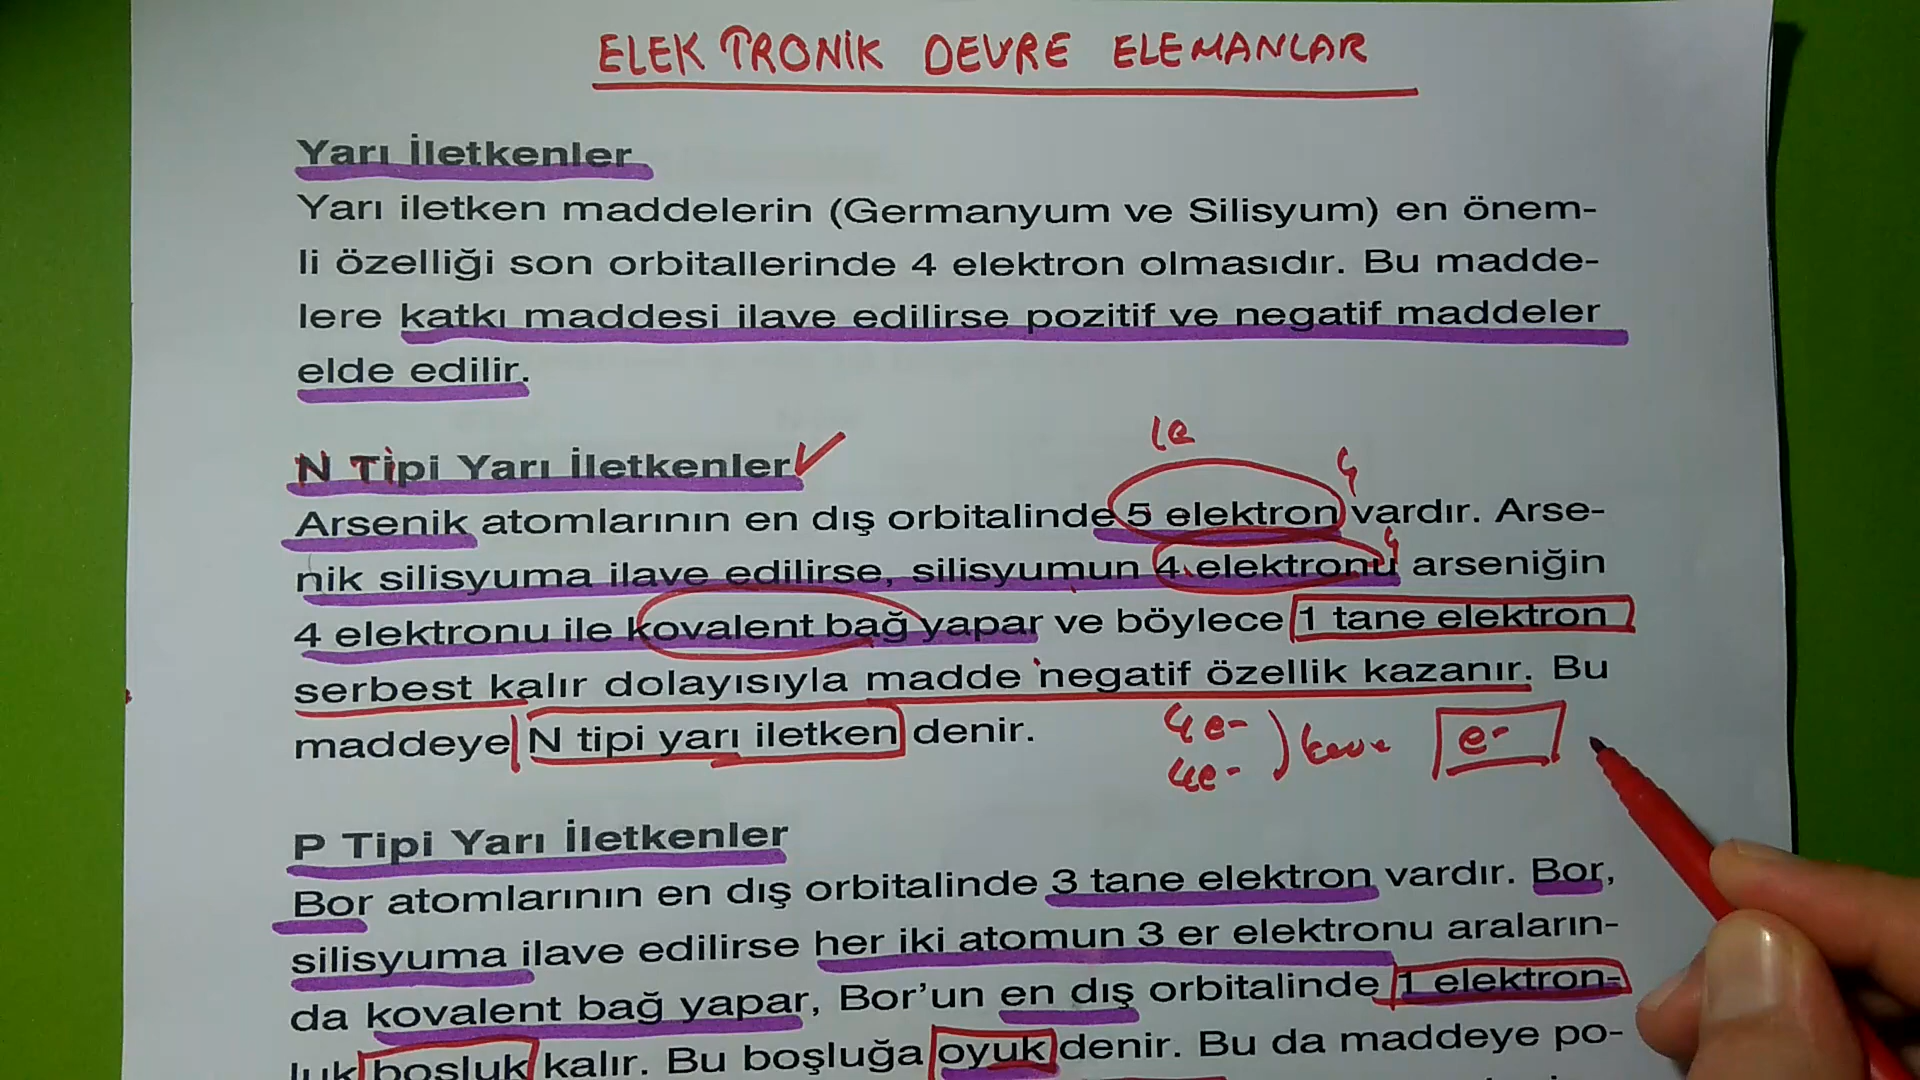 ELEKTRONİK DEVRE ELEMANLAR
Yarı İletkenler
Yarı iletken maddelerin (Germanyum ve Silisyum) en önem-
li özelliği son orbitallerinde 4 elektron olmasıdır. Bu madde-
lere katkı maddesi ilave edilirse pozitif ve negatif maddeler
elde edilir.
1e
N Tipi Yarı İletkenler
Arsenik atomlarının en dış orbitalinde 5 elektron vardır. Arse-
nik silisyuma ilave edilirse, silisyumun 4 elektronu arseniğin
4 elektronu ile kovalent bağ yapar ve böylece 1 tane elektron
serbest kalır dolayısıyla madde negatif özellik kazanır. Bu
maddeye N tipi yarı iletken denir.
4e-
4e-
e-
P Tipi Yarı İletkenler
Bor atomlarının en dış orbitalinde 3 tane elektron vardır. Bor,
silisyuma ilave edilirse her iki atomun 3 er elektronu araların-
da kovalent bağ yapar, Bor'un en dış orbitalinde 1 elektron-
luk boşluk kalır. Bu boşluğa oyuk denir. Bu da maddeye po-